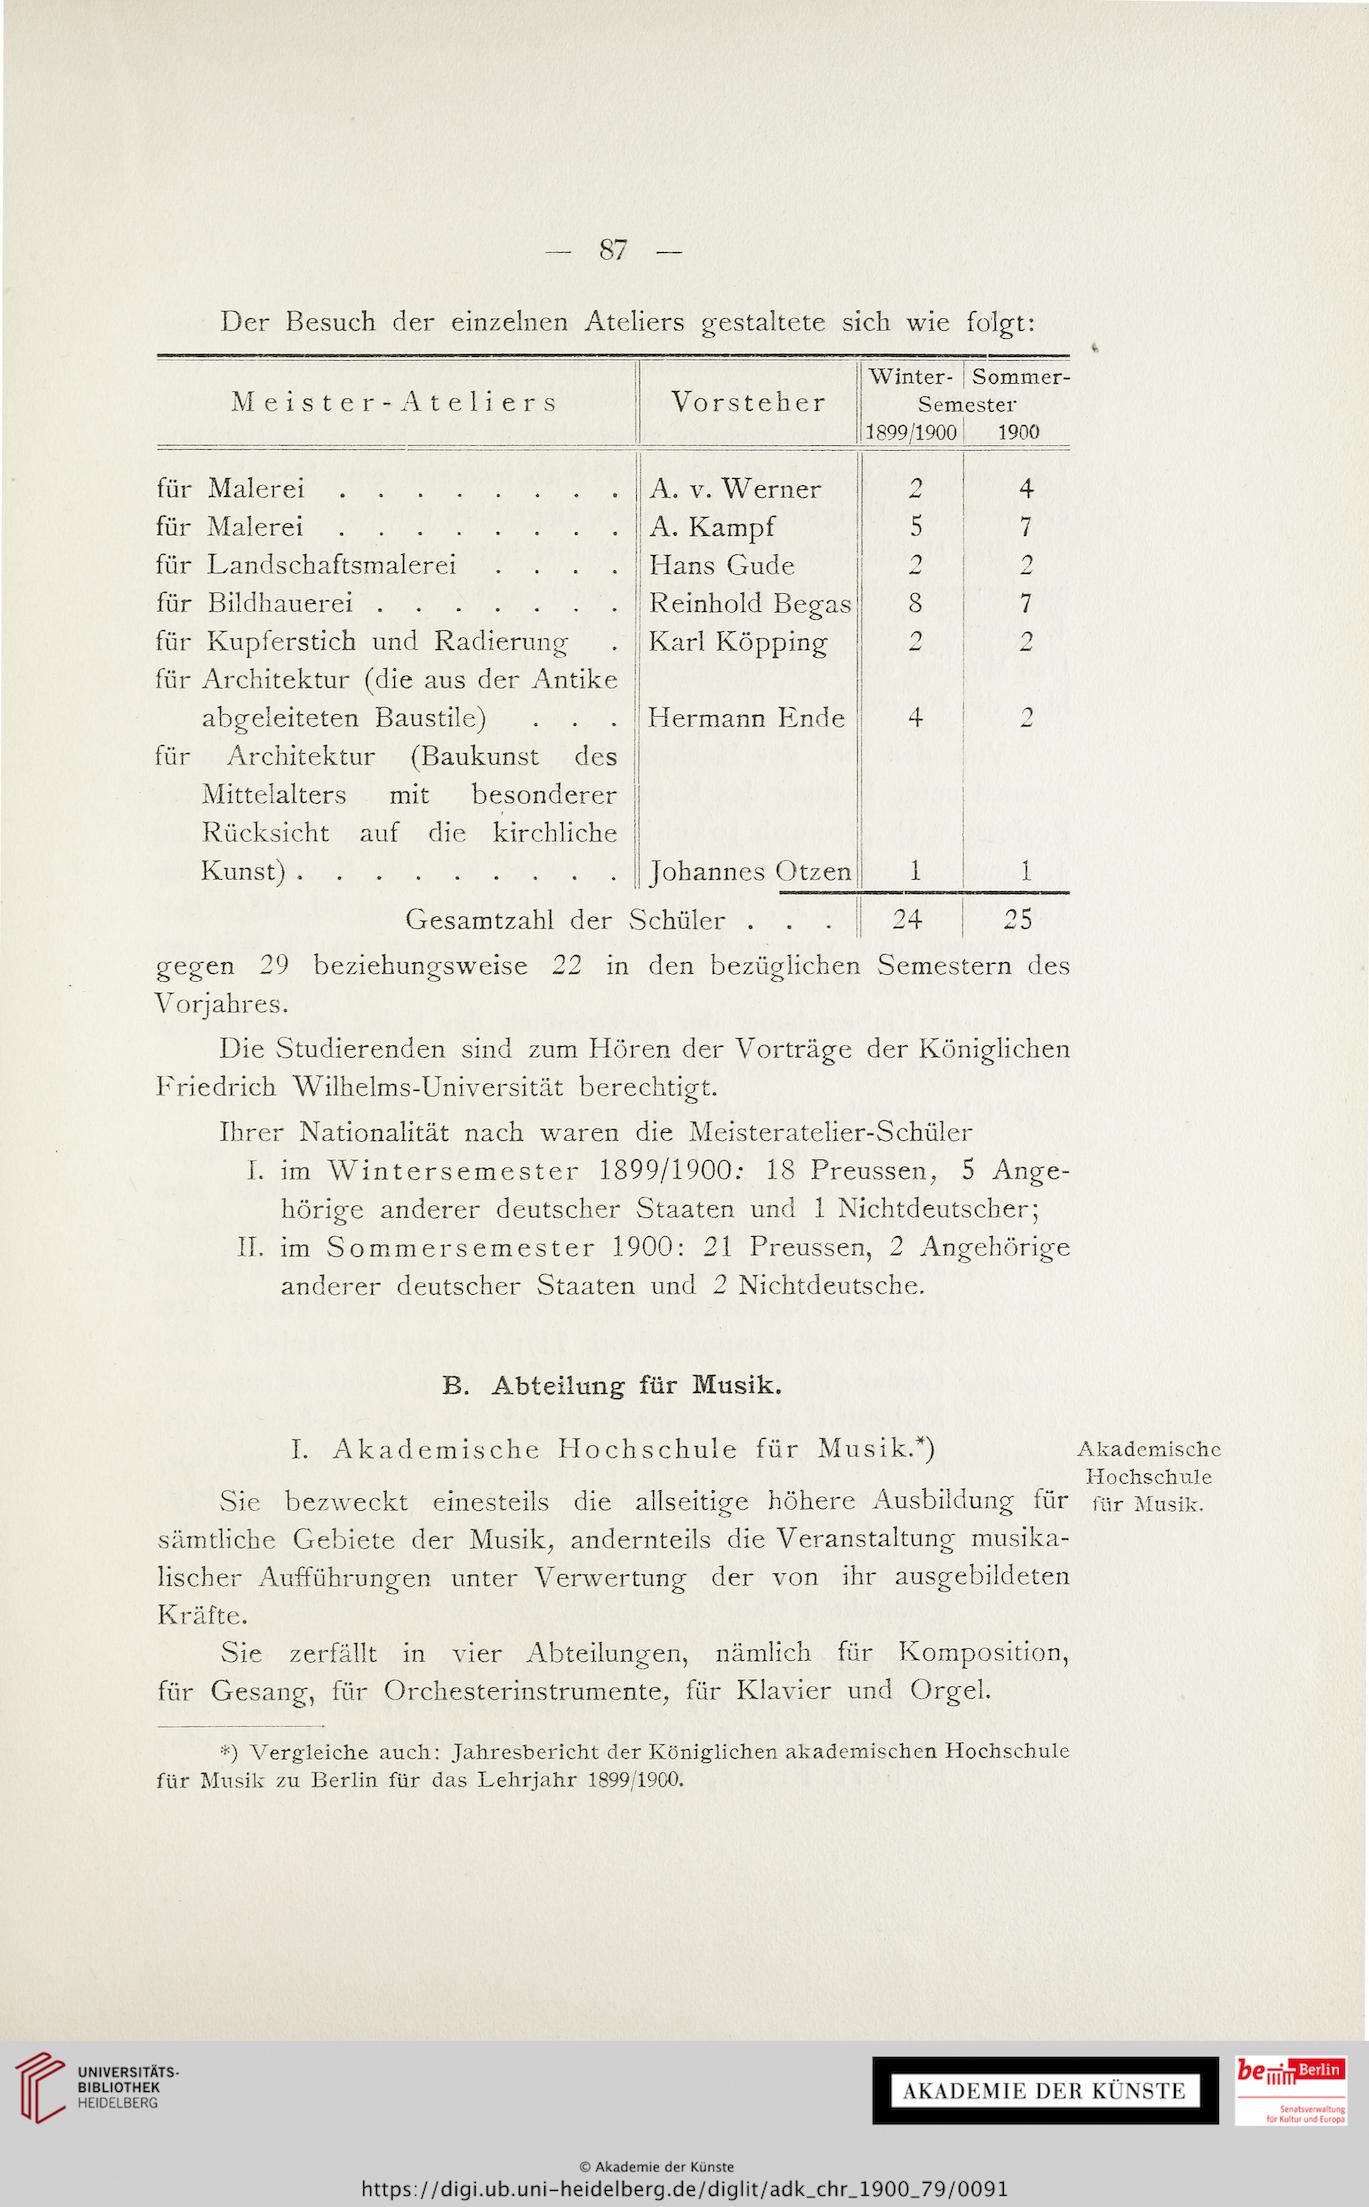 — 87 —
Der Besuch der einzelnen Ateliers gestaltete sich wie folgt:
Meister-Ateliers Vorsteher Winter- Sommer-
Semester
1899/1900 1900
für Malerei . . . . . . . . A. v. Werner 2 4
für Malerei . . . . . . . . A. Kampf 5 7
für Landschaftsmalerei . . . . Hans Gude 2 2
für Bildhauerei . . . . . . . Reinhold Begas 8 7
für Kupferstich und Radierung . Karl Köpping 2 2
für Architektur (die aus der Antike
abgeleiteten Baustile) . . . Hermann Ende 4 2
für Architektur (Baukunst des
Mittelalters mit besonderer
Rücksicht auf die kirchliche
Kunst) . . . . . . . . . Johannes Otzen 1 1
Gesamtzahl der Schüler . . . 24 25
gegen 29 beziehungsweise 22 in den bezüglichen Semestern des
Vorjahres.
Die Studierenden sind zum Hören der Vorträge der Königlichen
Friedrich Wilhelms-Universität berechtigt.
Ihrer Nationalität nach waren die Meisteratelier-Schüler
I. im Wintersemester 1899/1900: 18 Preussen, 5 Ange-
hörige anderer deutscher Staaten und 1 Nichtdeutscher;
II. im Sommersemester 1900: 21 Preussen, 2 Angehörige
anderer deutscher Staaten und 2 Nichtdeutsche.
B. Abteilung für Musik.
I. Akademische Hochschule für Musik.*)
Akademische
Hochschule
für Musik.
Sie bezweckt einesteils die allseitige höhere Ausbildung für
sämtliche Gebiete der Musik, andernteils die Veranstaltung musika-
lischer Aufführungen unter Verwertung der von ihr ausgebildeten
Kräfte.
Sie zerfällt in vier Abteilungen, nämlich für Komposition,
für Gesang, für Orchesterinstrumente, für Klavier und Orgel.
*) Vergleiche auch: Jahresbericht der Königlichen akademischen Hochschule
für Musik zu Berlin für das Lehrjahr 1899/1900.
UNIVERSITÄTS-
BIBLIOTHEK
HEIDELBERG
AKADEMIE DER KÜNSTE
be Berlin
Senatsverwaltung
für Kultur und Europa
© Akademie der Künste
https://digi.ub.uni-heidelberg.de/diglit/adk_chr_1900_79/0091